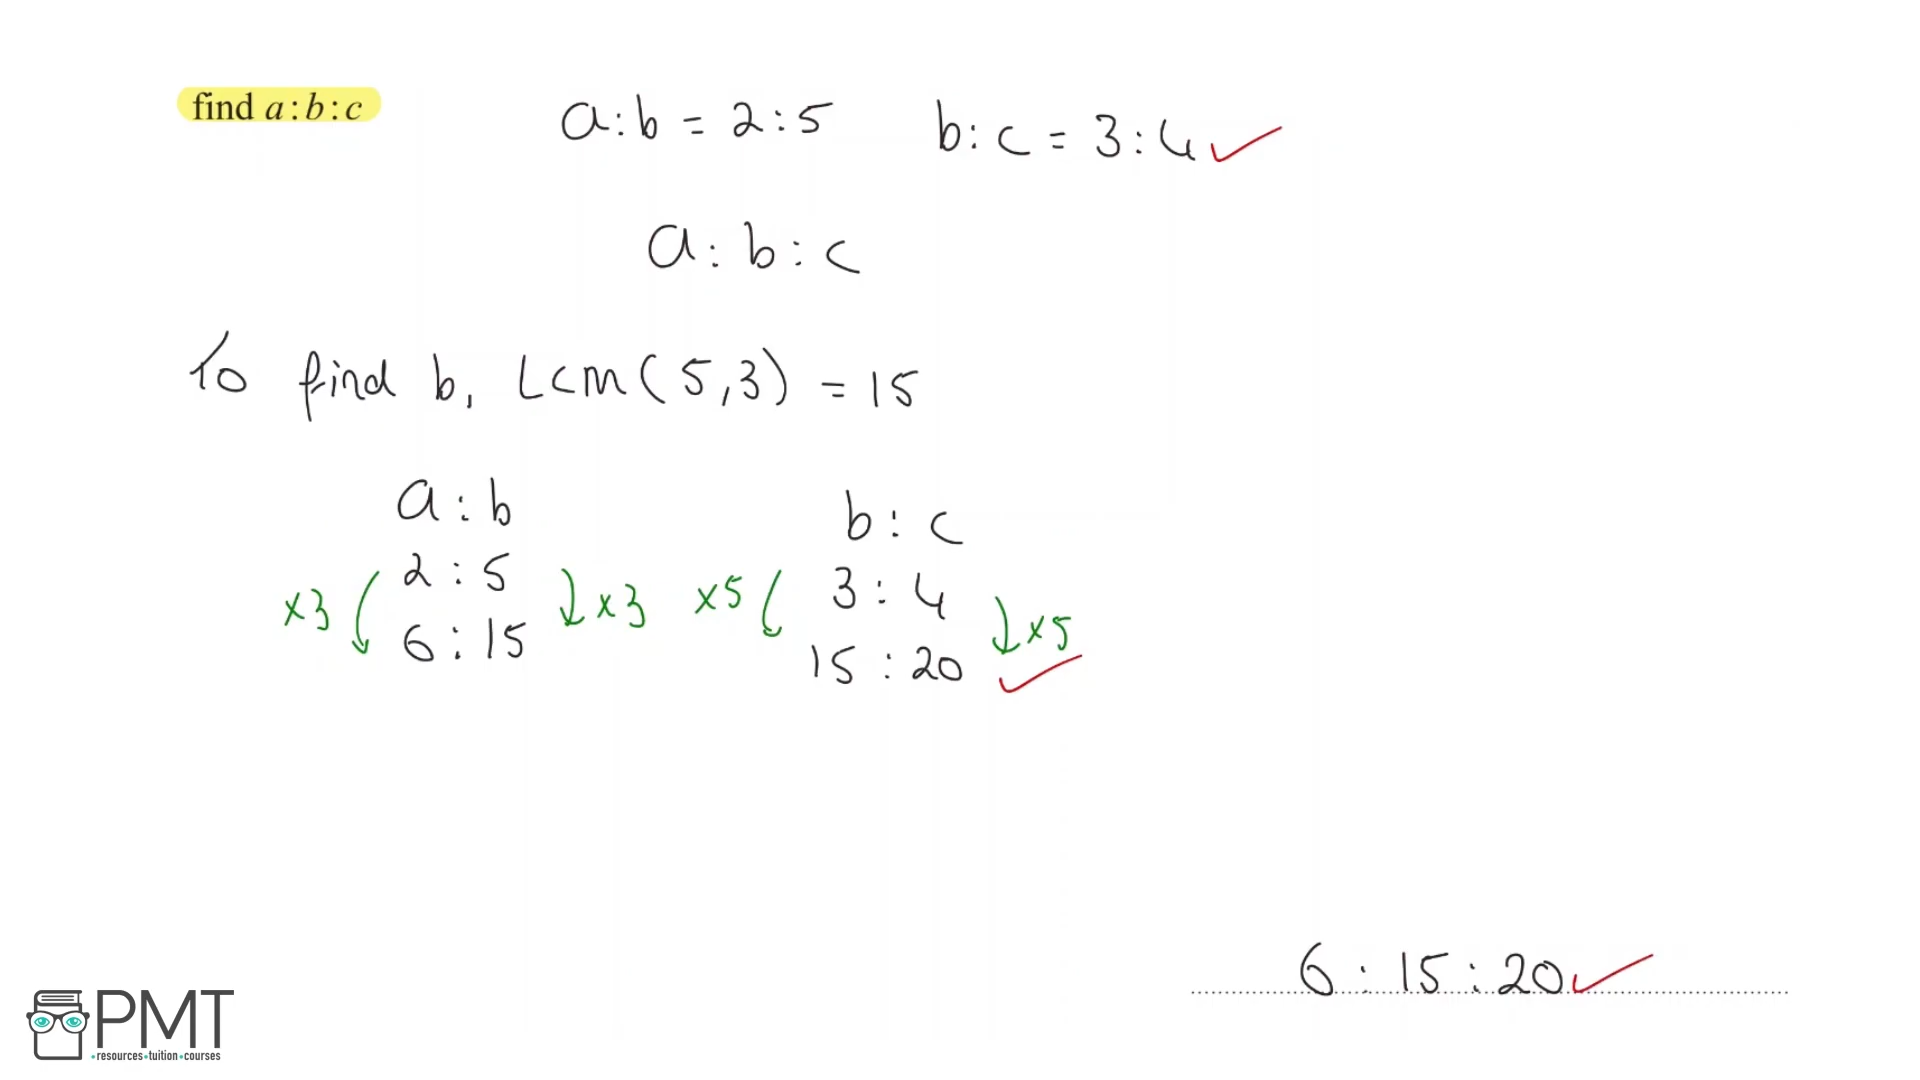 find a : b : c
a : b = 2 : 5 b : c = 3 : 4
a : b : c
To find b, LCM(5,3) = 15
a : b b : c
×3 2 : 5 ×3 ×5 3 : 4 ×5
6 : 15 15 : 20
6 : 15 : 20
PMT
•resources•tuition•courses